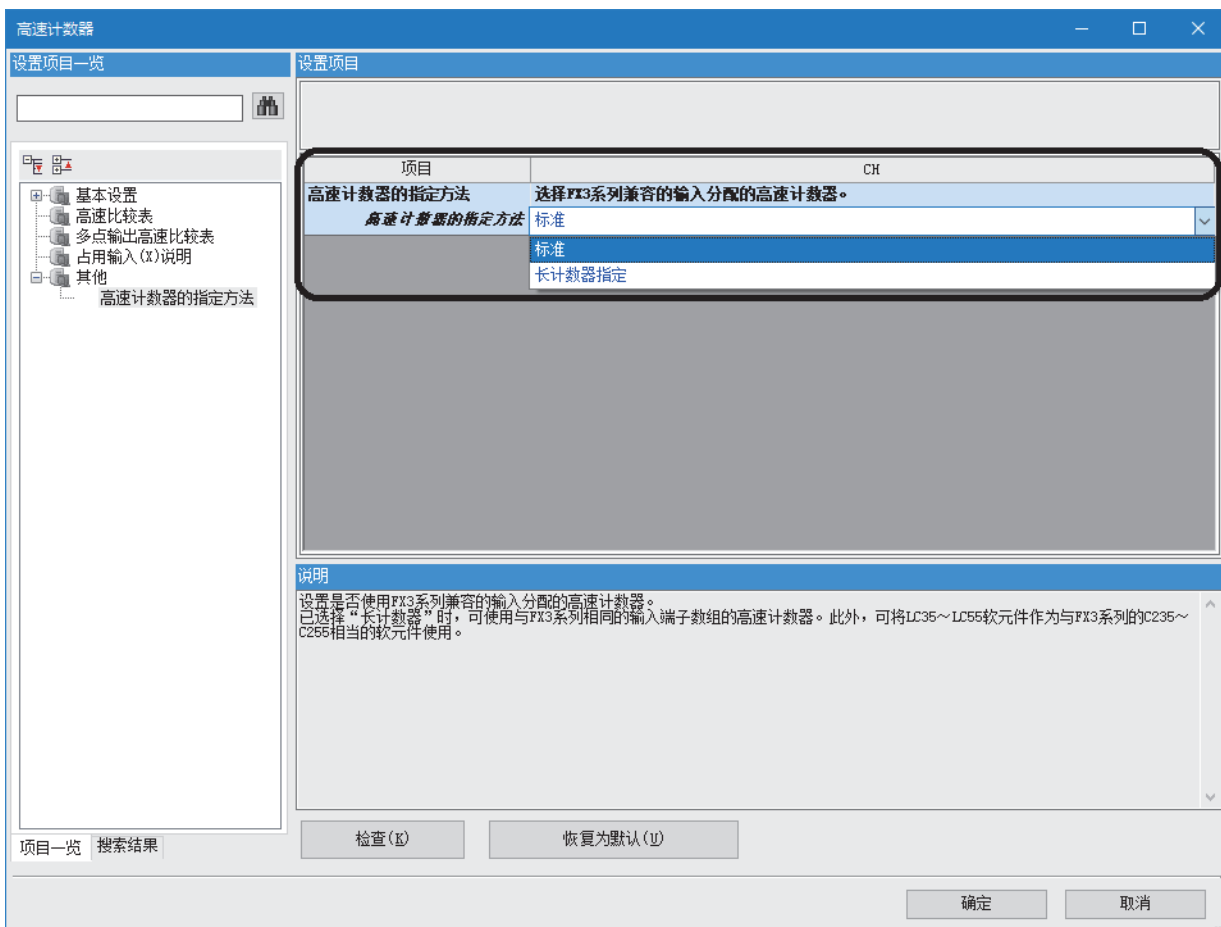 高速计数器
设置项目一览
设置项目
项目
CH
高速计数器的指定方法
选择FX3系列兼容的输入分配的高速计数器。
高速计数器的指定方法
标准
标准
长计数器指定
基本设置
高速比较表
多点输出高速比较表
占用输入(X)说明
其他
高速计数器的指定方法
说明
设置是否使用FX3系列兼容的输入分配的高速计数器。
已选择“长计数器”时，可使用与FX3系列相同的输入端子数组的高速计数器。此外，可将LC35～LC55软元件作为与FX3系列的C235～
C255相当的软元件使用。
项目一览
搜索结果
检查(K)
恢复为默认(U)
确定
取消